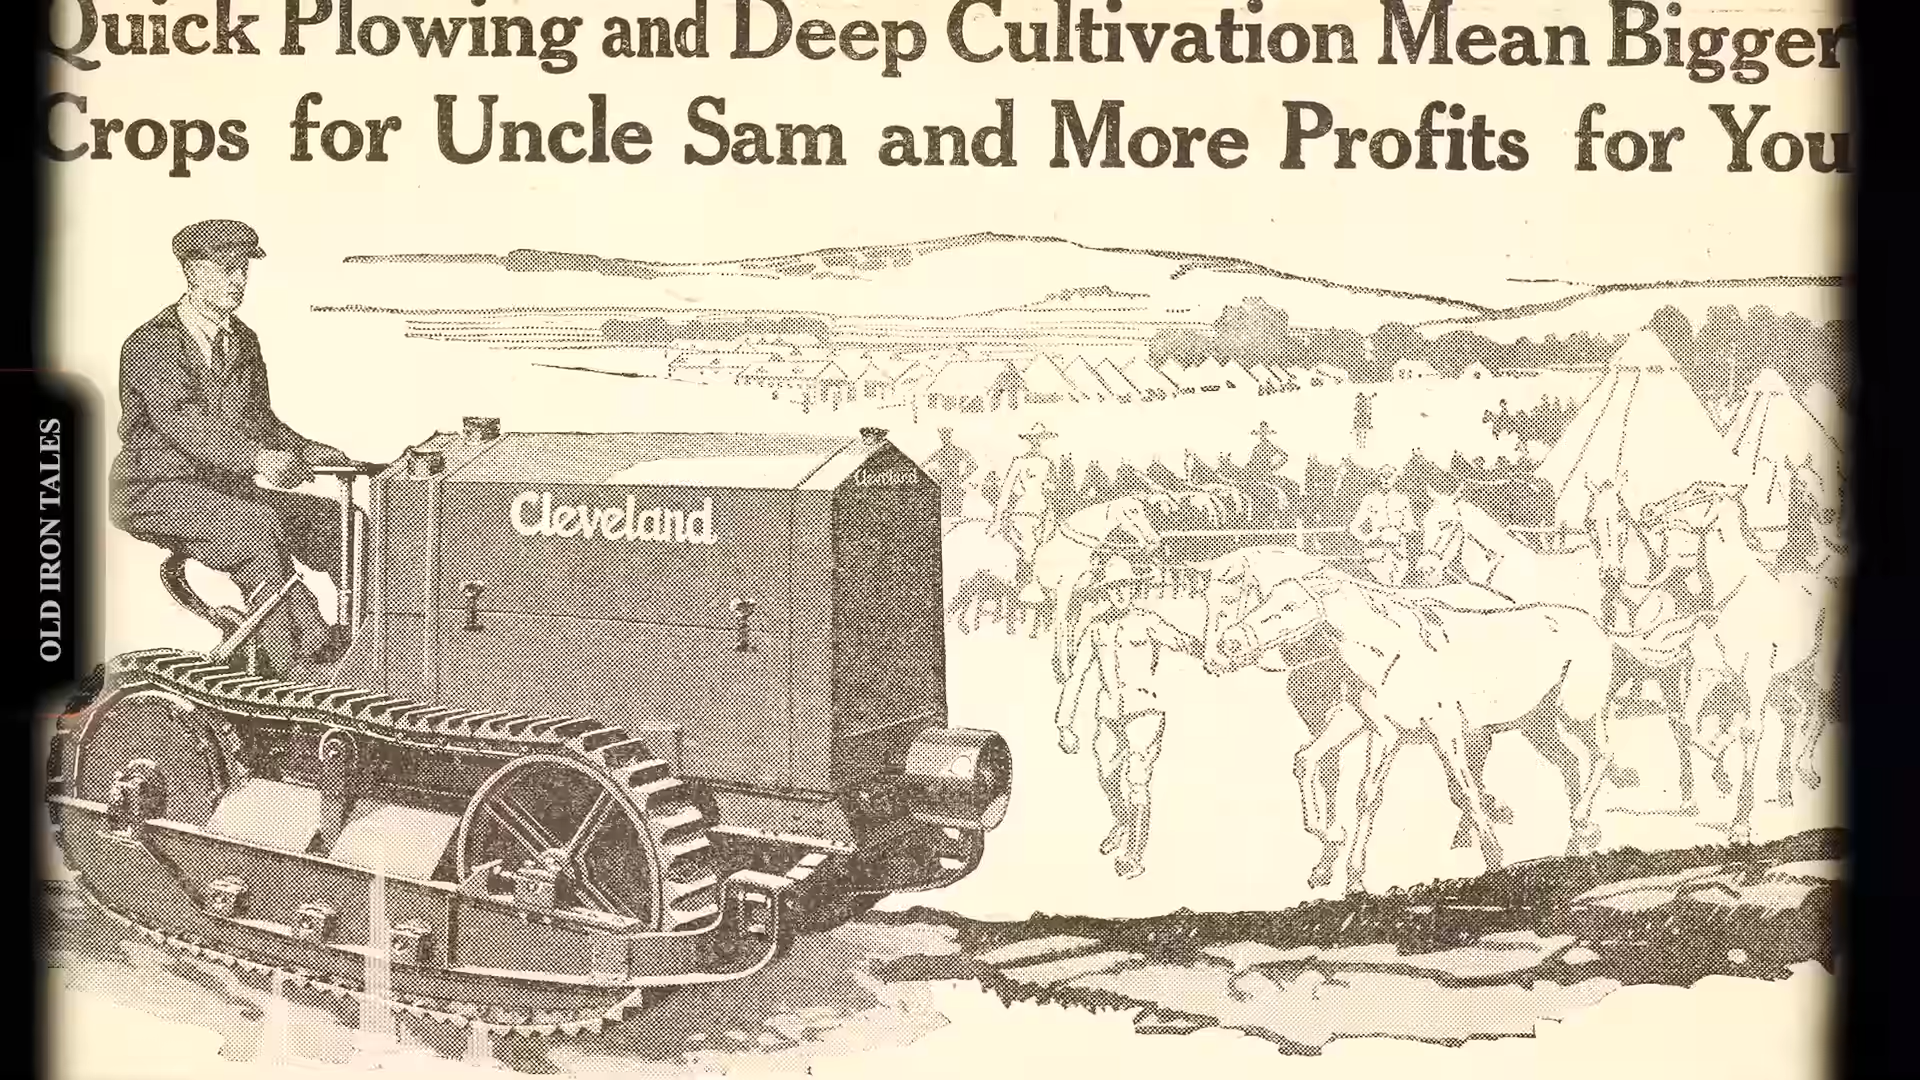 Quick Plowing and Deep Cultivation Mean Bigger
Crops for Uncle Sam and More Profits for You
Cleveland
Cleveland
OLD IRON TALES